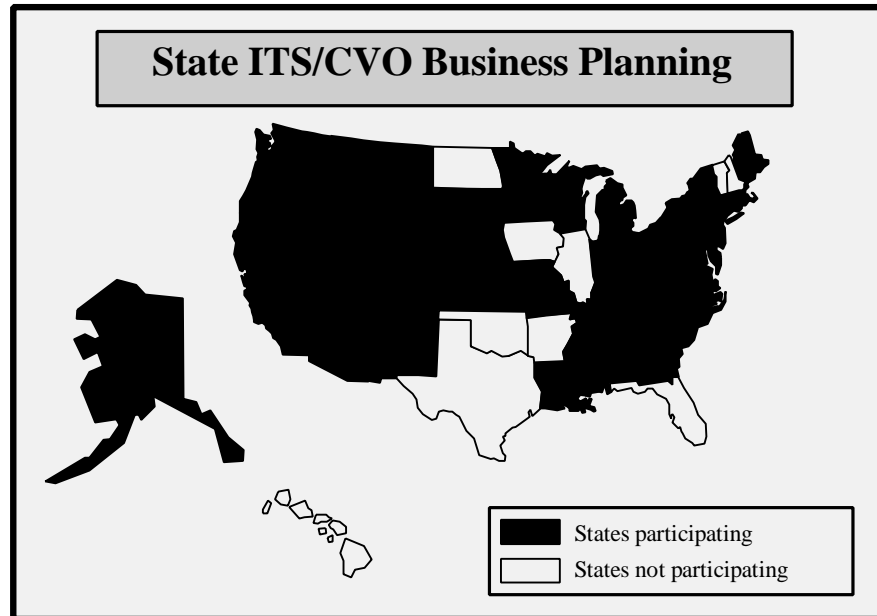 State ITS/CVO Business Planning
States participating
States not participating